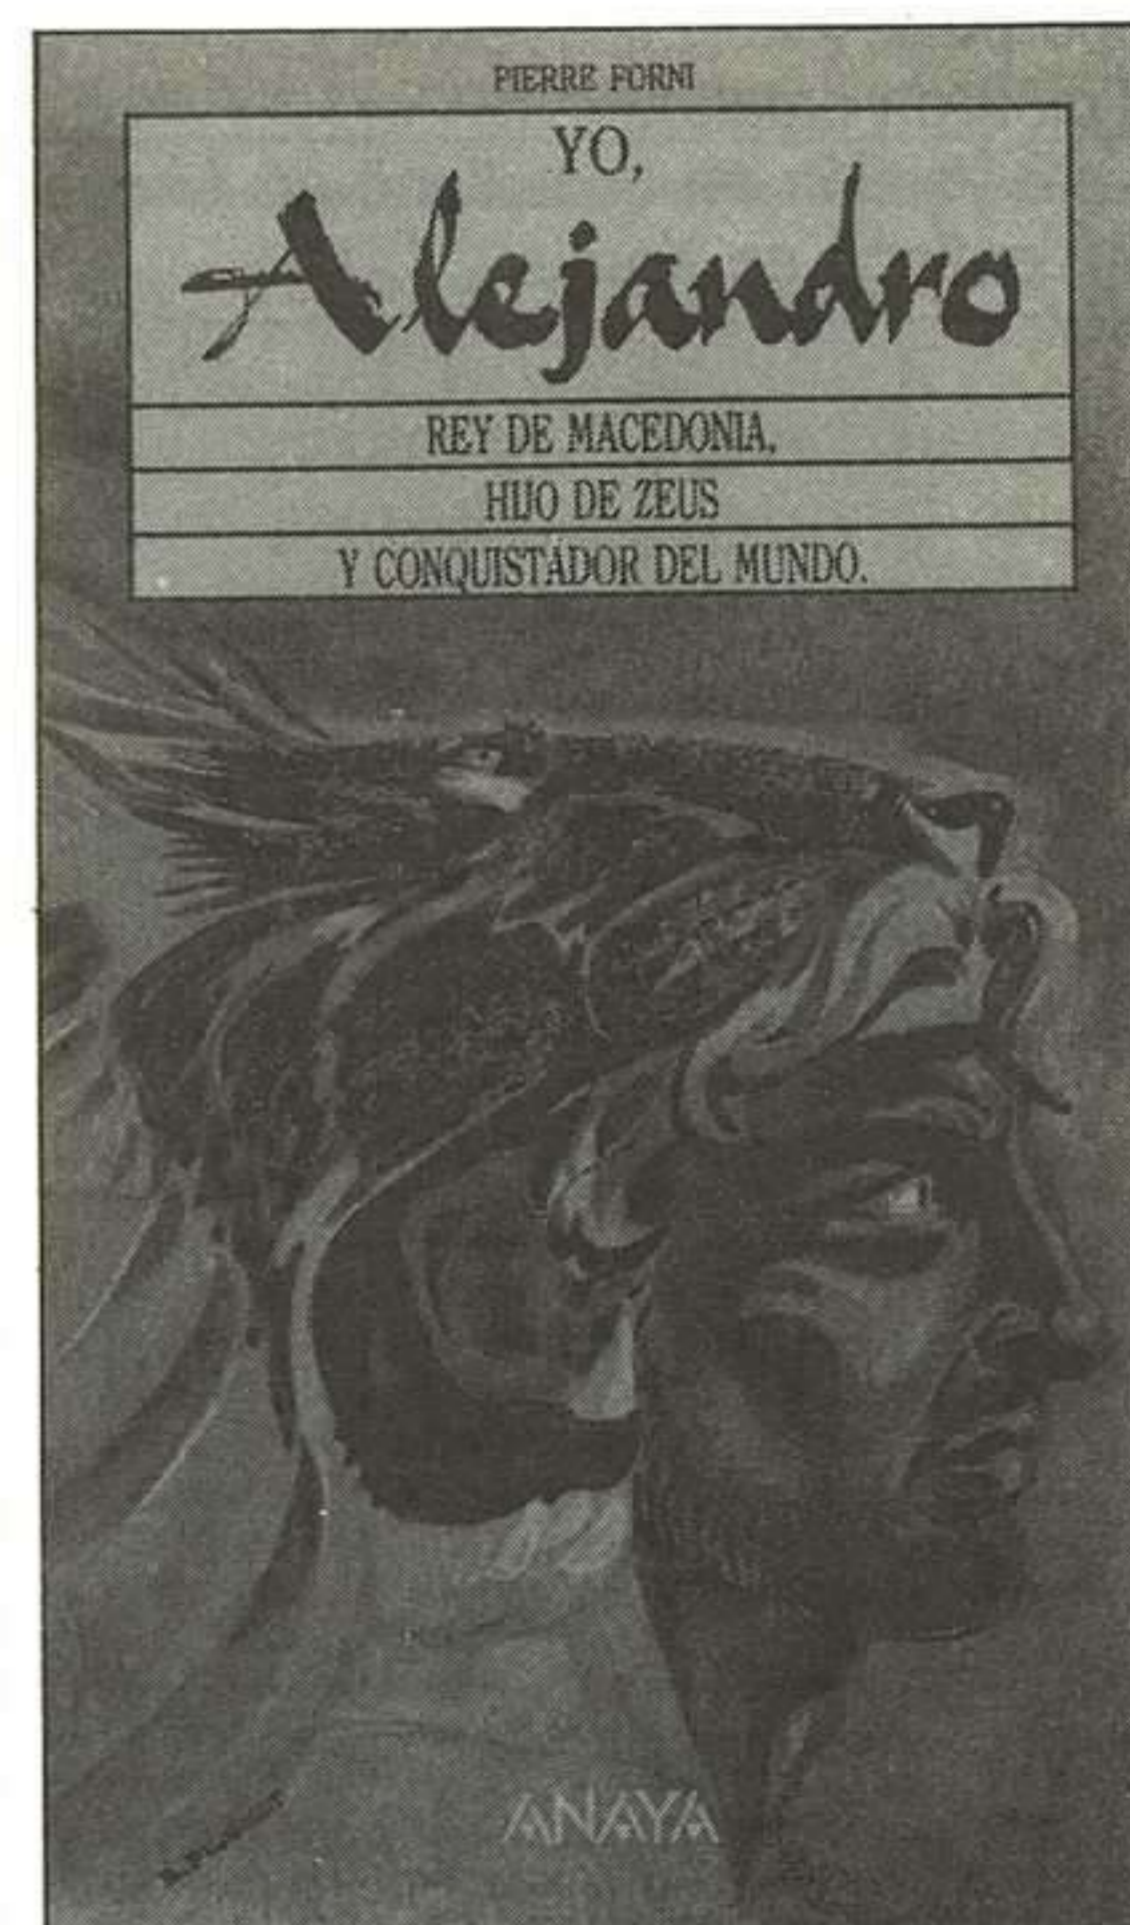 PIERRE FORNI
YO,
Alejandro
REY DE MACEDONIA,
HIJO DE ZEUS
Y CONQUISTADOR DEL MUNDO.
ANAYA